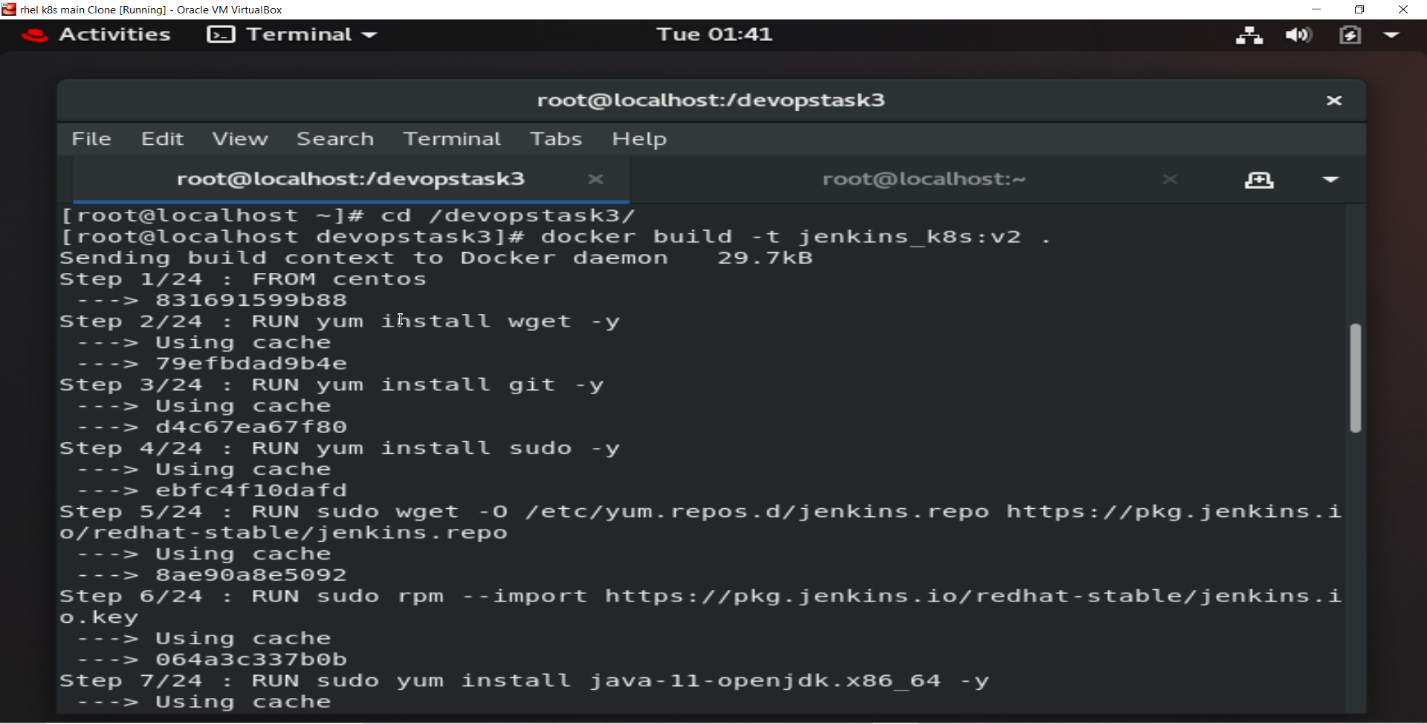 rhel k8s main Clone [Running] - Oracle VM VirtualBox
Activities Terminal Tue 01:41
root@localhost:/devopstask3
File Edit View Search Terminal Tabs Help
root@localhost:/devopstask3 root@localhost:~
[root@localhost ~]# cd /devopstask3/
[root@localhost devopstask3]# docker build -t jenkins_k8s:v2 .
Sending build context to Docker daemon   29.7kB
Step 1/24 : FROM centos
 ---> 831691599b88
Step 2/24 : RUN yum install wget -y
 ---> Using cache
 ---> 79efbdad9b4e
Step 3/24 : RUN yum install git -y
 ---> Using cache
 ---> d4c67ea67f80
Step 4/24 : RUN yum install sudo -y
 ---> Using cache
 ---> ebfc4f10dafd
Step 5/24 : RUN sudo wget -O /etc/yum.repos.d/jenkins.repo https://pkg.jenkins.i
o/redhat-stable/jenkins.repo
 ---> Using cache
 ---> 8ae90a8e5092
Step 6/24 : RUN sudo rpm --import https://pkg.jenkins.io/redhat-stable/jenkins.i
o.key
 ---> Using cache
 ---> 064a3c337b0b
Step 7/24 : RUN sudo yum install java-11-openjdk.x86_64 -y
 ---> Using cache